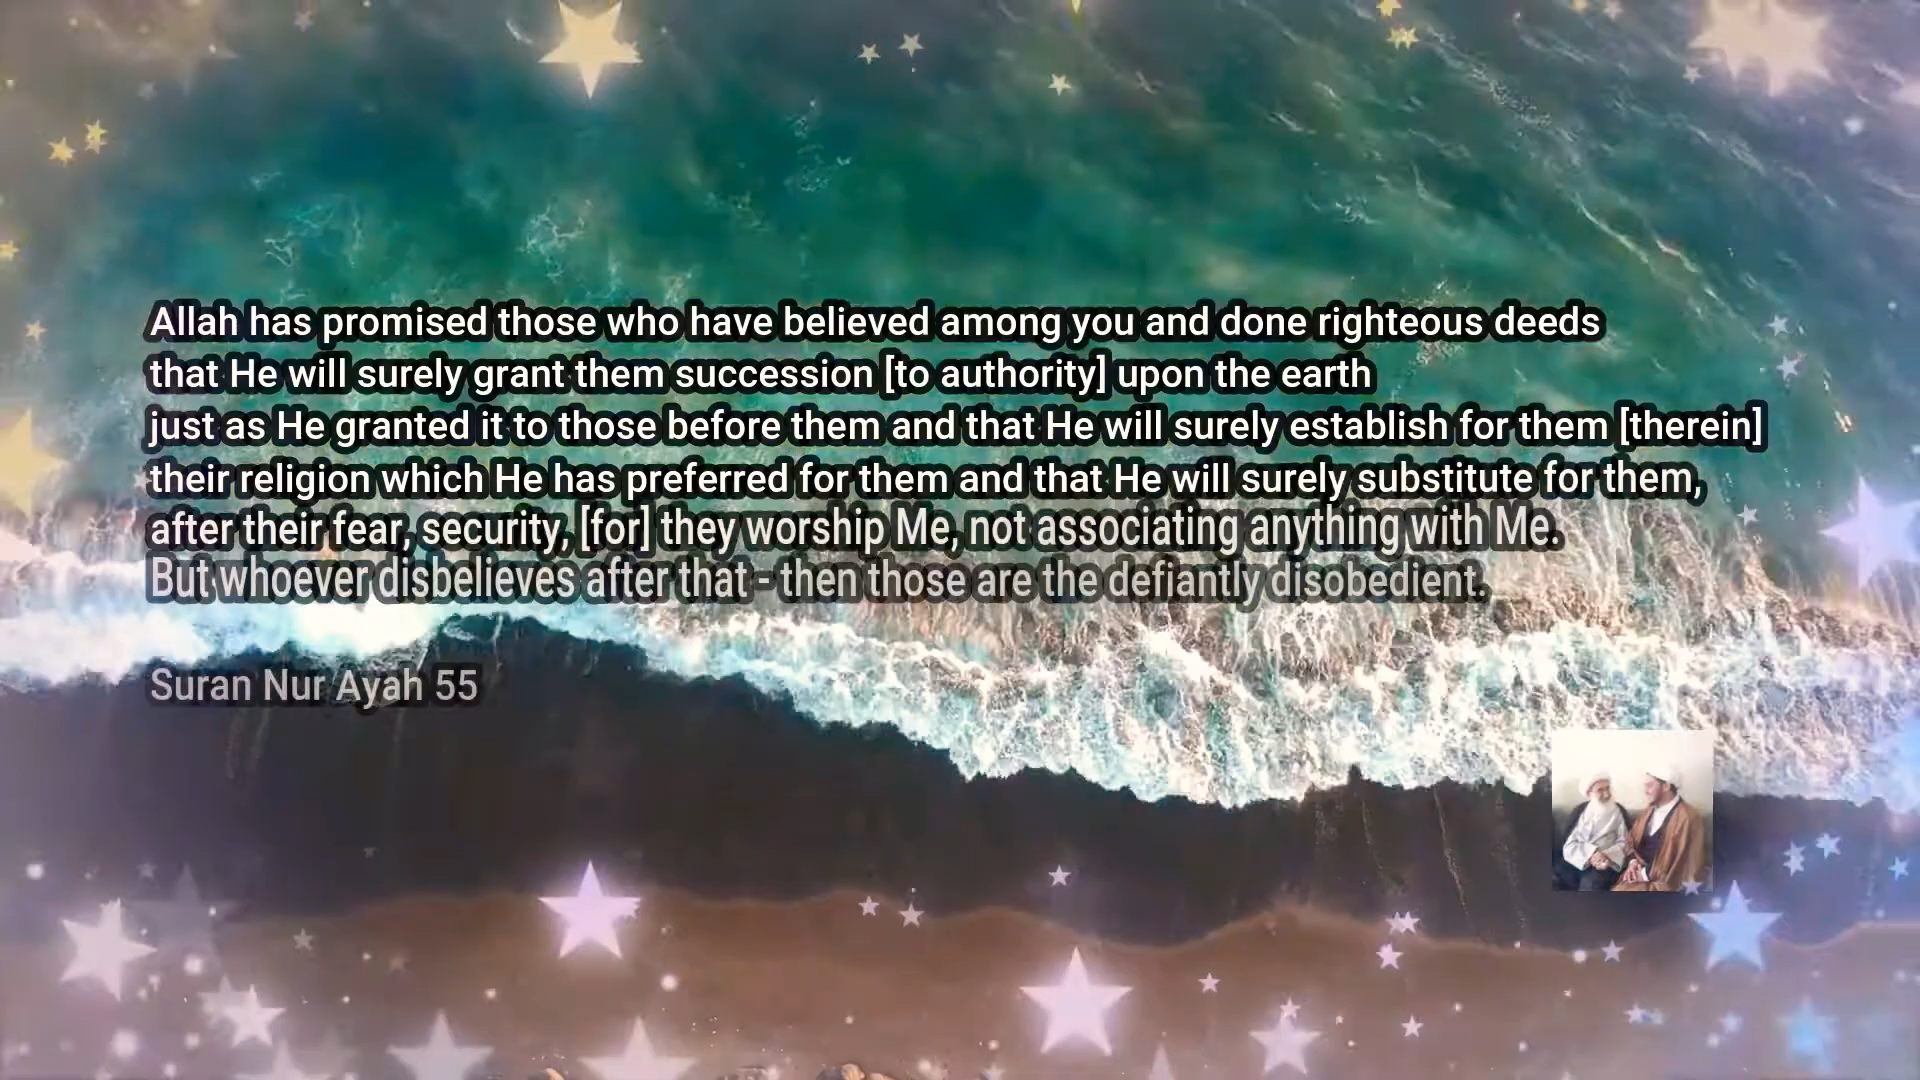 Allah has promised those who have believed among you and done righteous deeds
that He will surely grant them succession [to authority] upon the earth
just as He granted it to those before them and that He will surely establish for them [therein]
their religion which He has preferred for them and that He will surely substitute for them,
after their fear, security, [for] they worship Me, not associating anything with Me.
But whoever disbelieves after that - then those are the defiantly disobedient.
Suran Nur Ayah 55